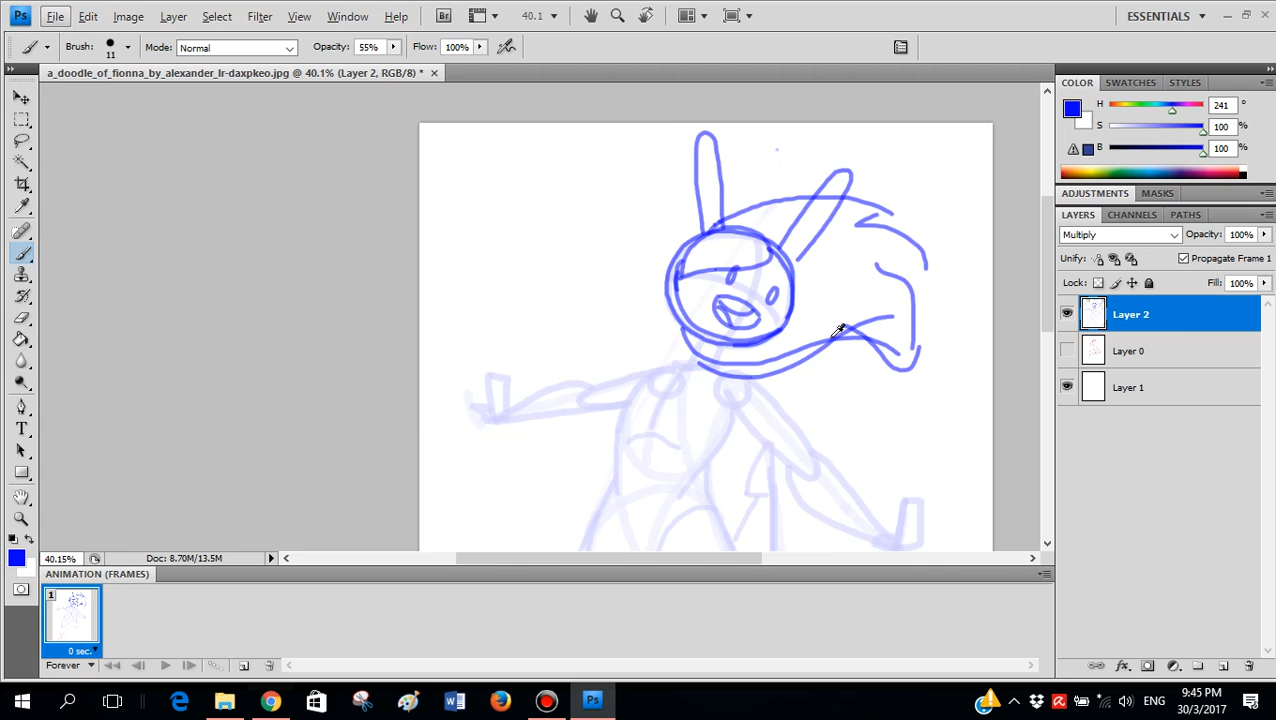 Ps File Edit Image Layer Select Filter View Window Help Br 40.1 ESSENTIALS
Brush: 11 Mode: Normal Opacity: 55% Flow: 100%
a_doodle_of_fionna_by_alexander_lr-daxpkeo.jpg @ 40.1% (Layer 2, RGB/8) *
COLOR SWATCHES STYLES
H 241 °
S 100 %
B 100 %
ADJUSTMENTS MASKS
LAYERS CHANNELS PATHS
Multiply Opacity: 100%
Unify: Propagate Frame 1
Lock: Fill: 100%
Layer 2
Layer 0
Layer 1
T
40.15% Doc: 8.70M/13.5M
ANIMATION (FRAMES)
1
0 sec.
Forever
fx
W Ps ENG 9:45 PM
30/3/2017